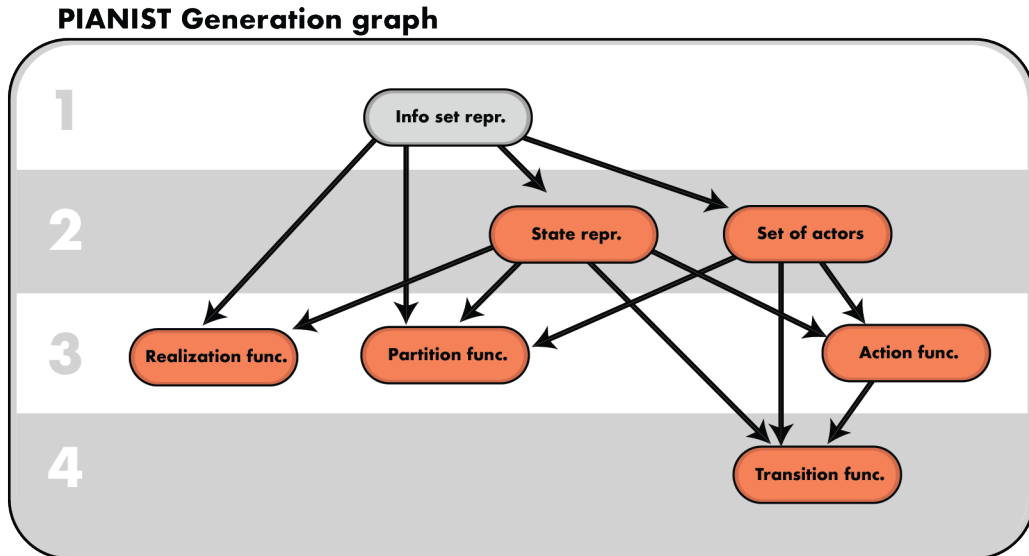 PIANIST Generation graph
1
Info set repr.
2
State repr.
Set of actors
3
Realization func.
Partition func.
Action func.
4
Transition func.